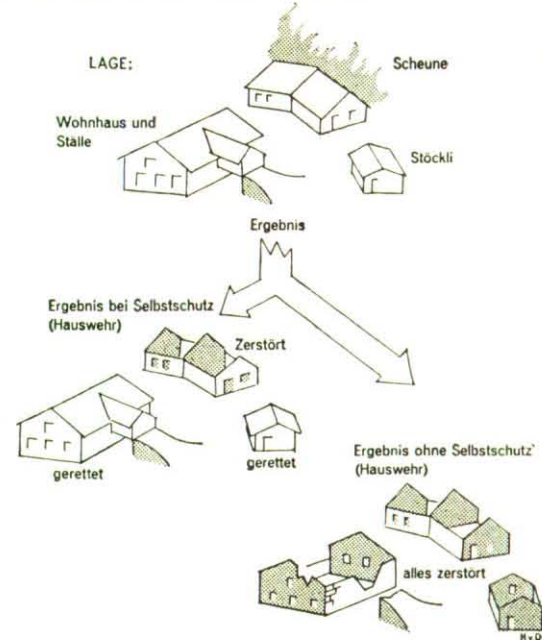 LAGE:
Scheune
Wohnhaus und
Ställe
Stöckli
Ergebnis
Ergebnis bei Selbstschutz
(Hauswehr)
Zerstört
gerettet
gerettet
Ergebnis ohne Selbstschutz
(Hauswehr)
alles zerstört